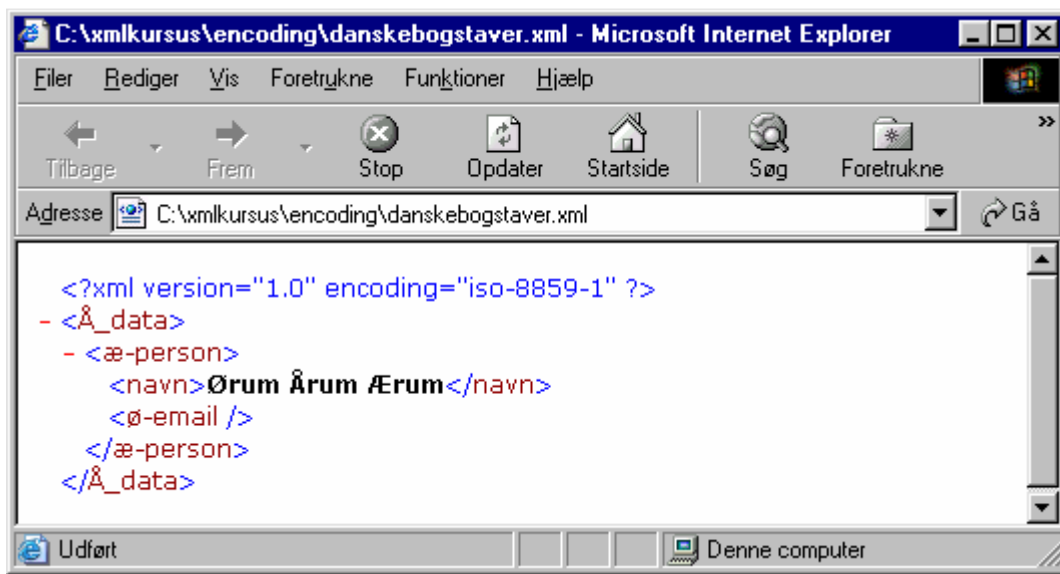 C:\xmlkursus\encoding\danskebogstaver.xml - Microsoft Internet Explorer
Filer Rediger Vis Foretrukne Funktioner Hjælp
Tilbage Frem Stop Opdater Startside Søg Foretrukne »
Adresse C:\xmlkursus\encoding\danskebogstaver.xml Gå
<?xml version="1.0" encoding="iso-8859-1" ?>
- <Å_data>
- <æ-person>
<navn>Ørum Årum Ærum</navn>
<ø-email />
</æ-person>
</Å_data>
Udført Denne computer